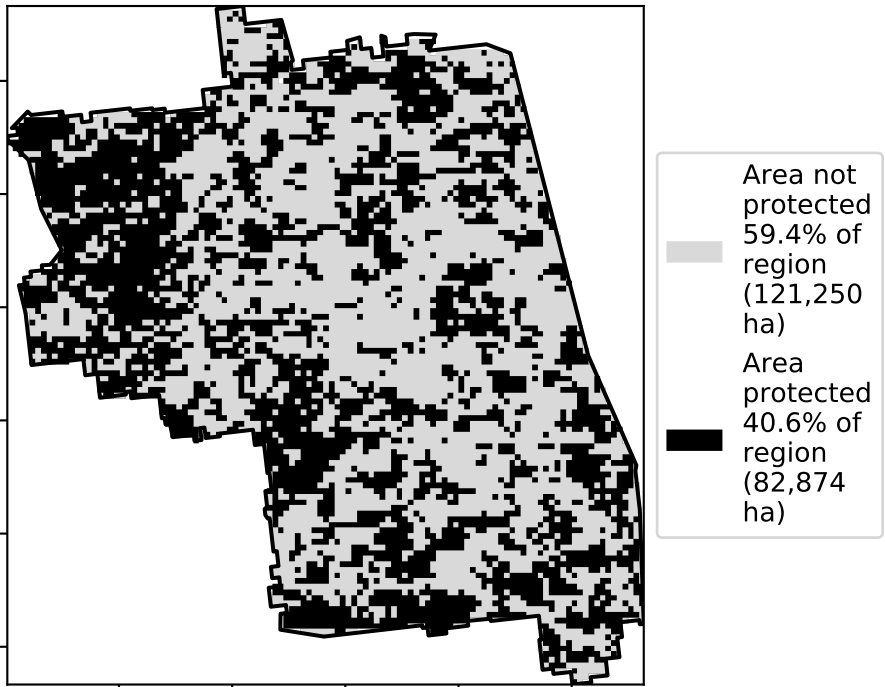 Area not
protected
59.4% of
region
(121,250
ha)
Area
protected
40.6% of
region
(82,874
ha)